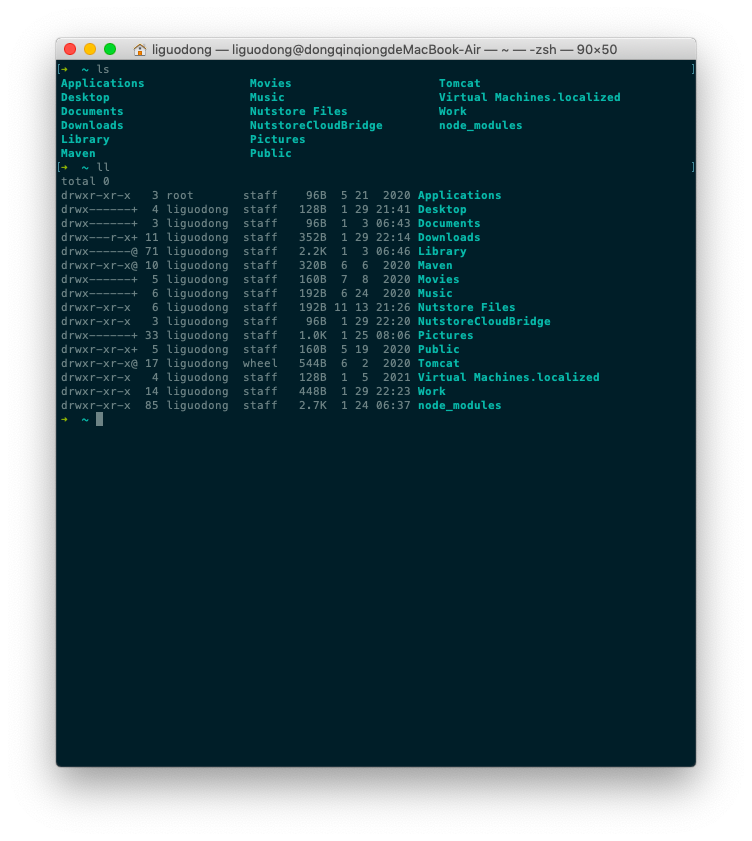 liguodong — liguodong@dongqinqiongdeMacBook-Air — ~ — -zsh — 90×50
[➜  ~ ls ]
Applications Movies Tomcat
Desktop Music Virtual Machines.localized
Documents Nutstore Files Work
Downloads NutstoreCloudBridge node_modules
Library Pictures
Maven Public
[➜  ~ ll ]
total 0
drwxr-xr-x   3 root       staff    96B  5 21  2020 Applications
drwx------+  4 liguodong  staff   128B  1 29 21:41 Desktop
drwx------+  3 liguodong  staff    96B  1  3 06:43 Documents
drwx---r-x+ 11 liguodong  staff   352B  1 29 22:14 Downloads
drwx------@ 71 liguodong  staff   2.2K  1  3 06:46 Library
drwxr-xr-x@ 10 liguodong  staff   320B  6  6  2020 Maven
drwx------+  5 liguodong  staff   160B  7  8  2020 Movies
drwx------+  6 liguodong  staff   192B  6 24  2020 Music
drwxr-xr-x   6 liguodong  staff   192B 11 13 21:26 Nutstore Files
drwxr-xr-x   3 liguodong  staff    96B  1 29 22:20 NutstoreCloudBridge
drwx------+ 33 liguodong  staff   1.0K  1 25 08:06 Pictures
drwxr-xr-x+  5 liguodong  staff   160B  5 19  2020 Public
drwxr-xr-x@ 17 liguodong  wheel   544B  6  2  2020 Tomcat
drwxr-xr-x   4 liguodong  staff   128B  1  5  2021 Virtual Machines.localized
drwxr-xr-x  14 liguodong  staff   448B  1 29 22:23 Work
drwxr-xr-x  85 liguodong  staff   2.7K  1 24 06:37 node_modules
➜  ~